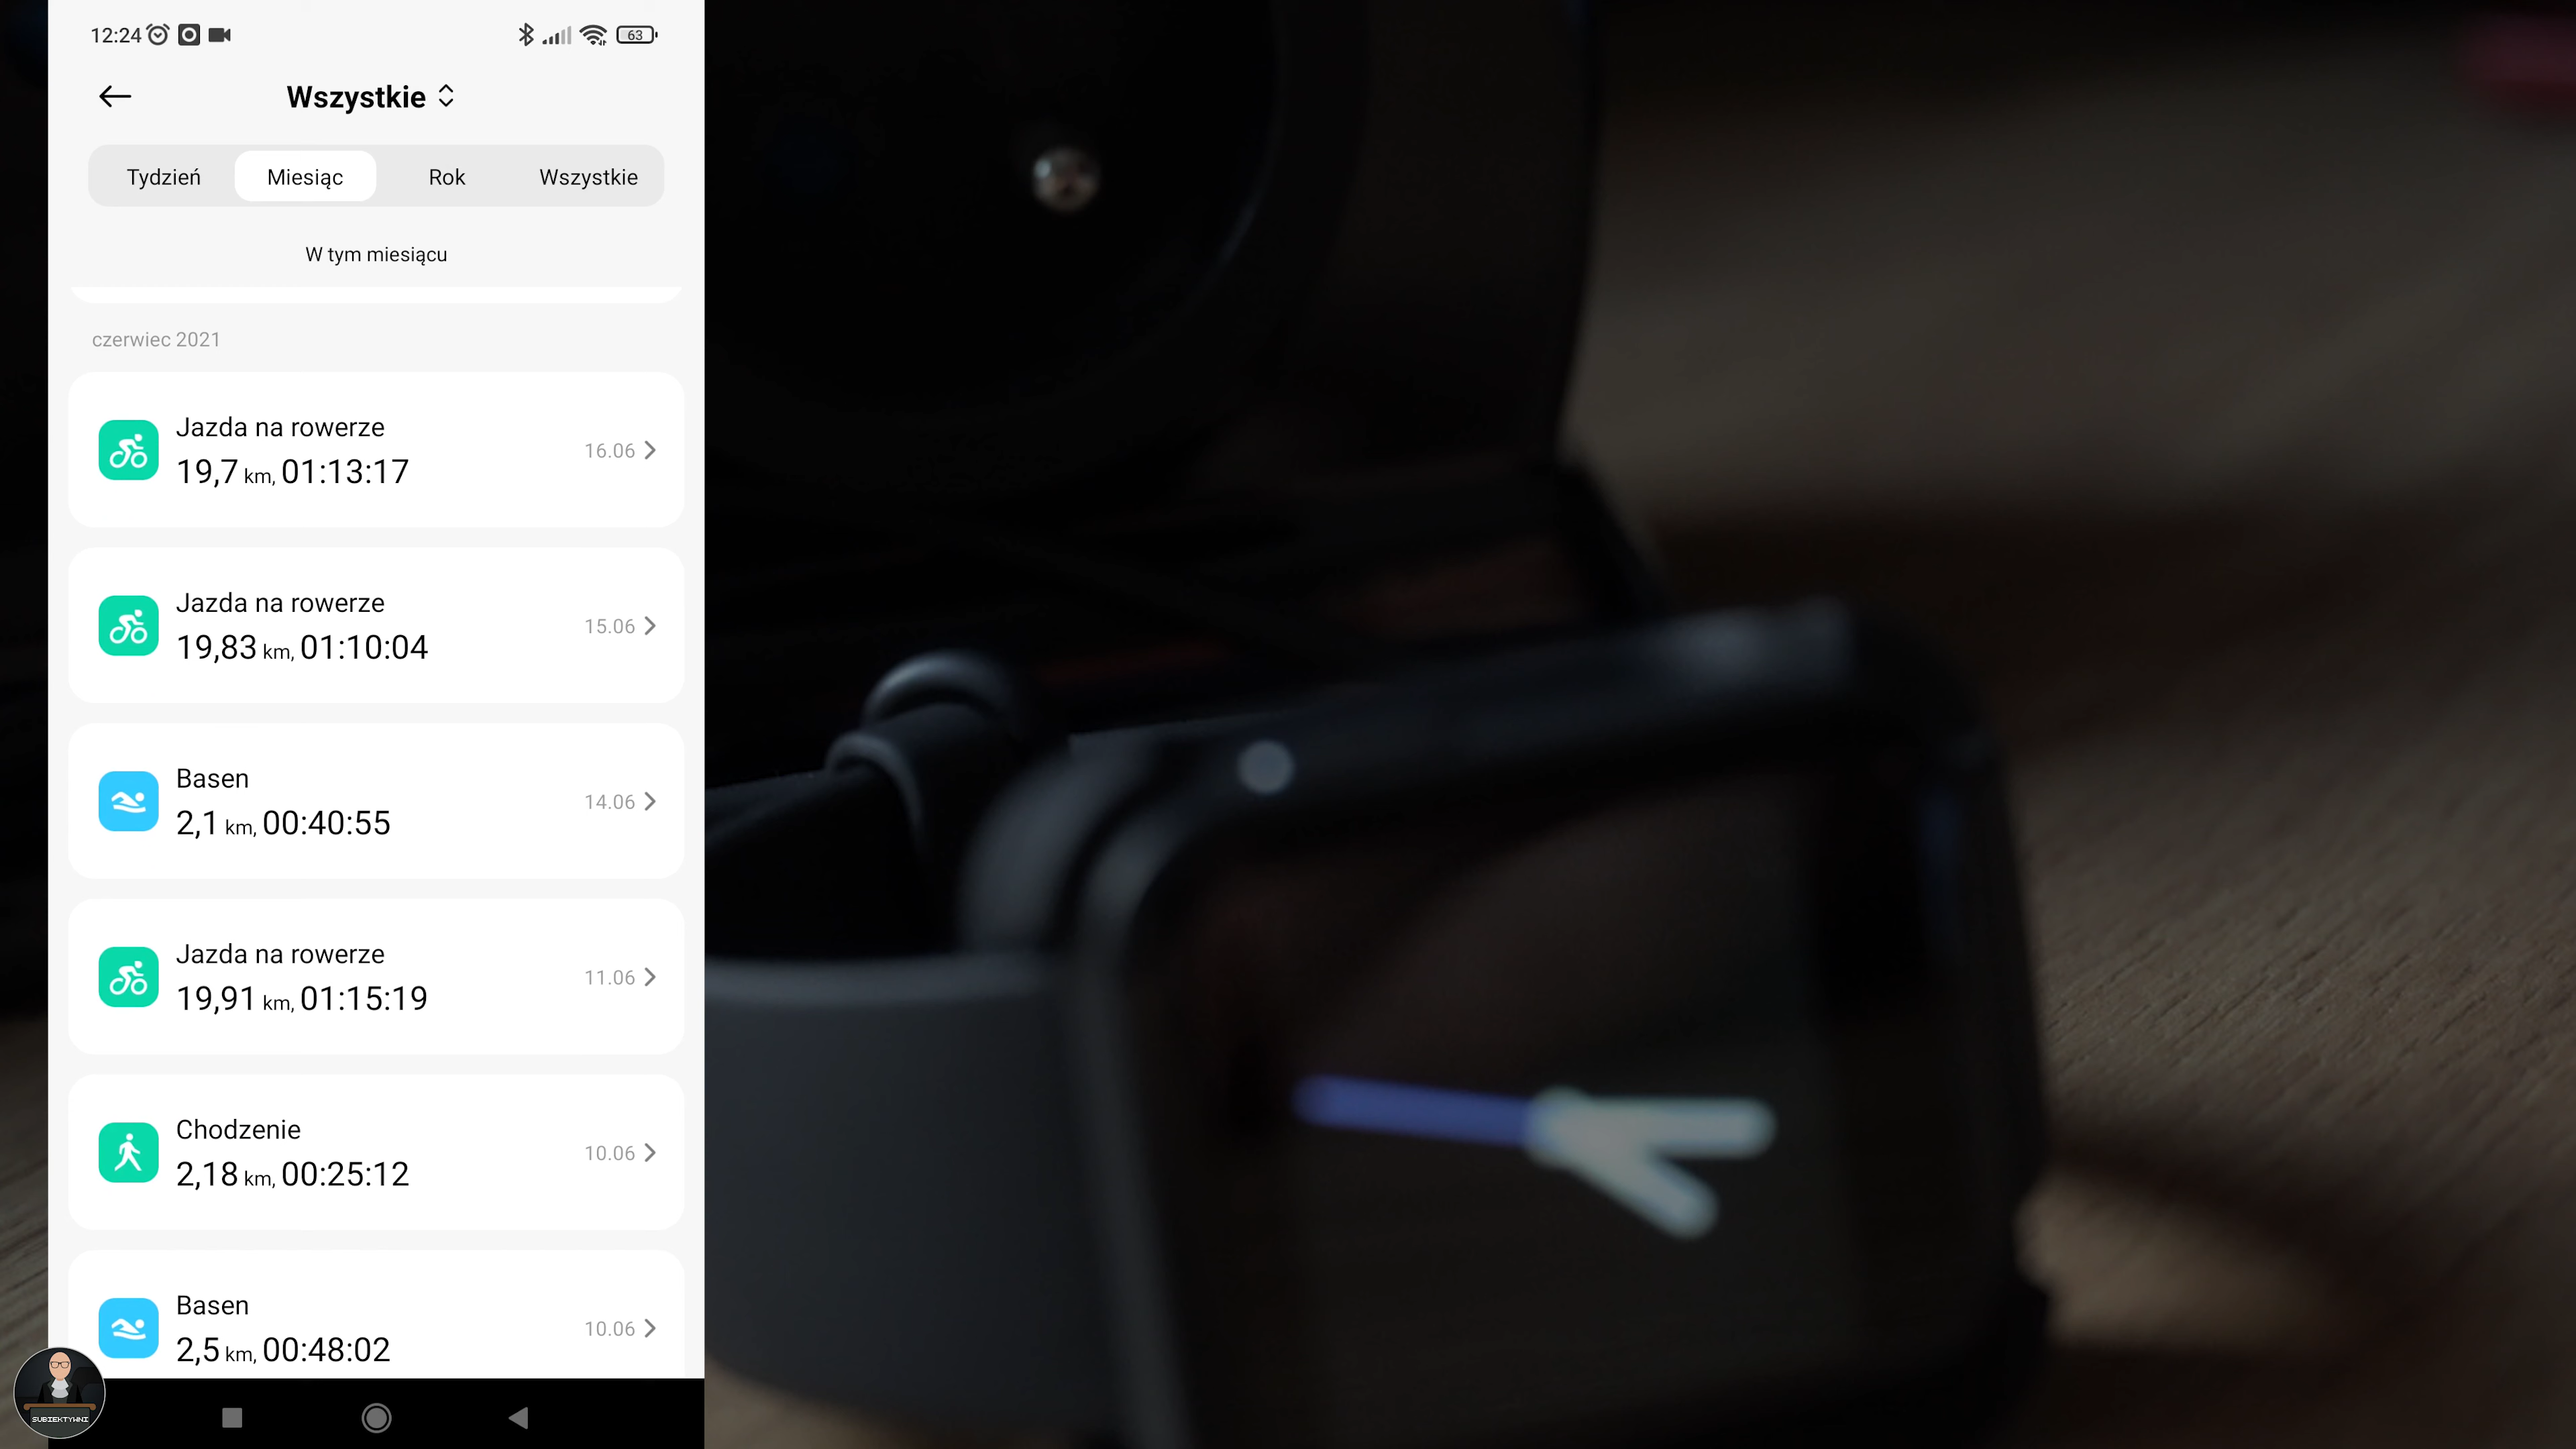 12:24
63
Wszystkie
Tydzień Miesiąc Rok Wszystkie
W tym miesiącu
czerwiec 2021
Jazda na rowerze
19,7 km, 01:13:17
16.06
Jazda na rowerze
19,83 km, 01:10:04
15.06
Basen
2,1 km, 00:40:55
14.06
Jazda na rowerze
19,91 km, 01:15:19
11.06
Chodzenie
2,18 km, 00:25:12
10.06
Basen
2,5 km, 00:48:02
10.06
SUBIEKTYWNI